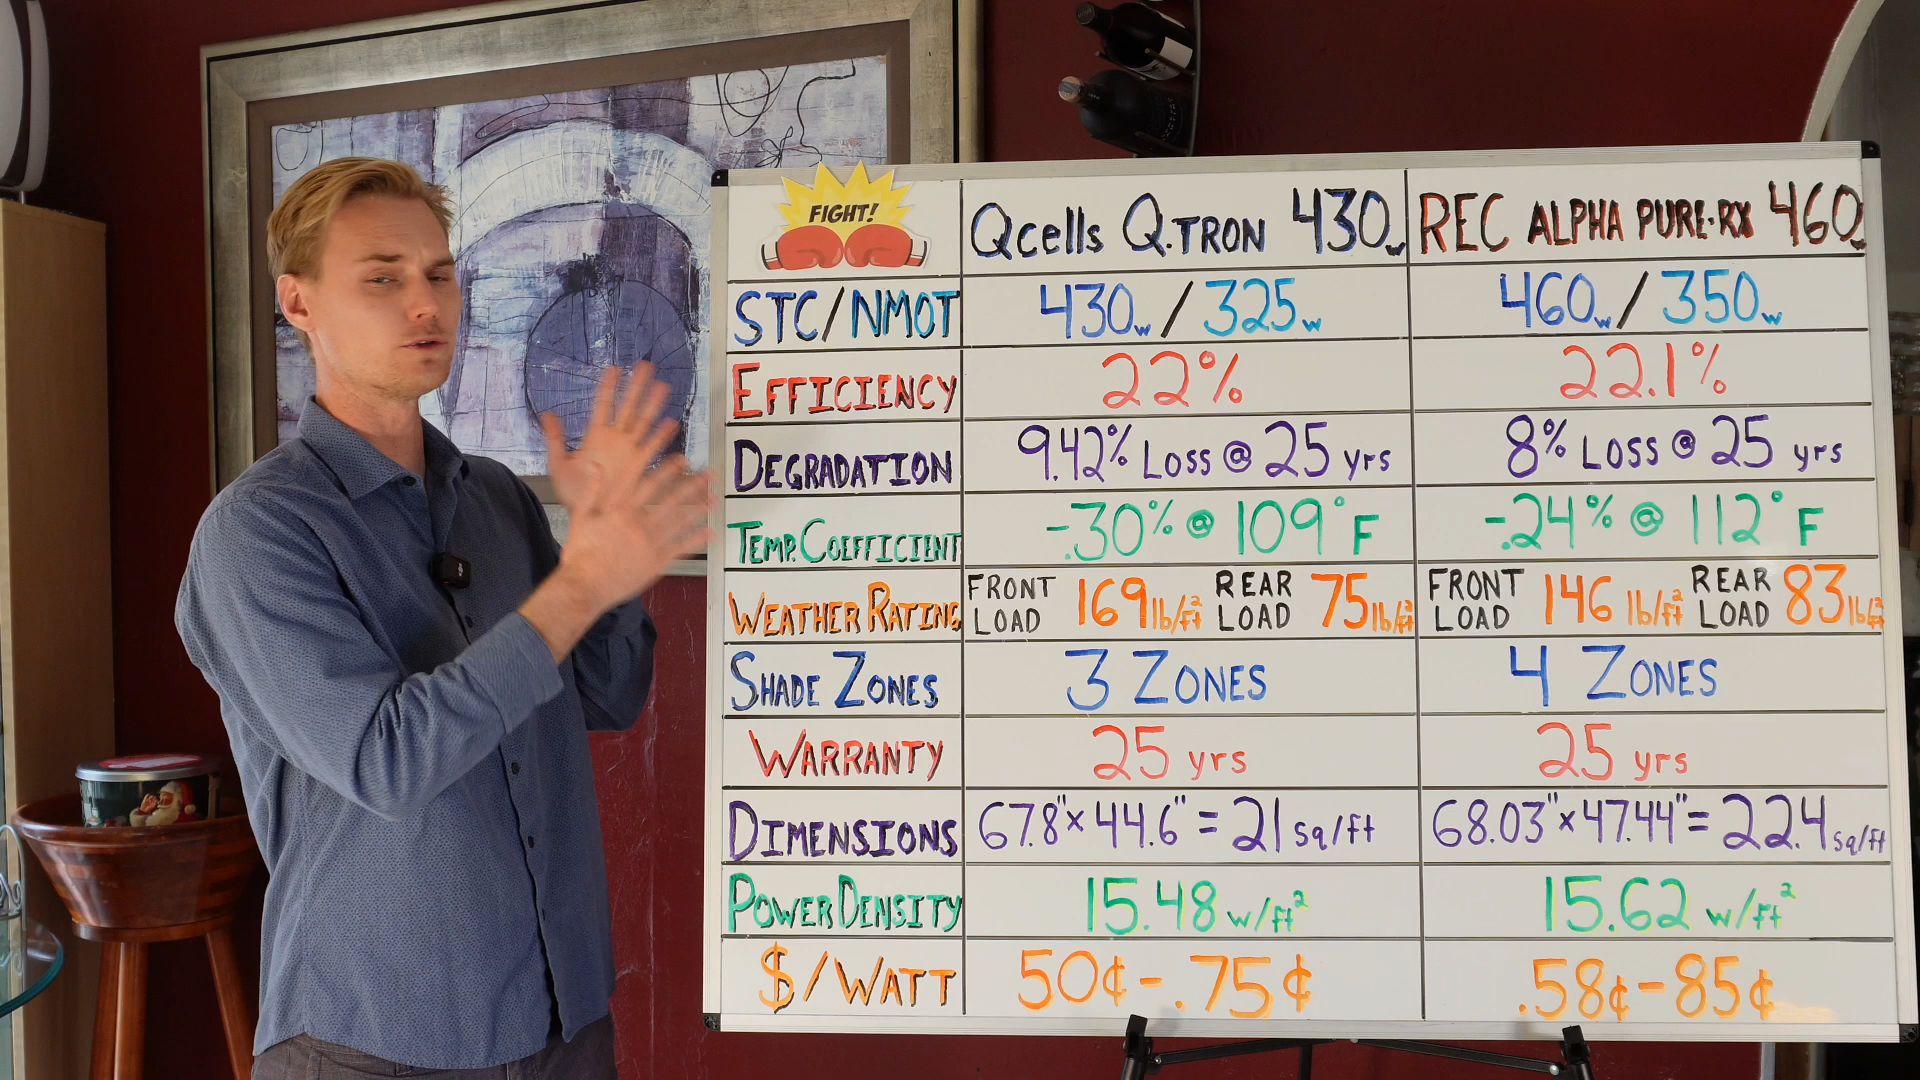 FIGHT!
Qcells Q.TRON 430w
REC ALPHA PURE-RX 460w
STC/NMOT
430w/325w
460w/350w
EFFICIENCY
22%
22.1%
DEGRADATION
9.42% LOSS @ 25 yrs
8% LOSS @ 25 yrs
TEMP. COEFFICIENT
-.30% @ 109°F
-.24% @ 112°F
WEATHER RATING
FRONT LOAD 169 lb/ft² REAR LOAD 75 lb/ft²
FRONT LOAD 146 lb/ft² REAR LOAD 83 lb/ft²
SHADE ZONES
3 ZONES
4 ZONES
WARRANTY
25 yrs
25 yrs
DIMENSIONS
67.8"x44.6"=21 sq/ft
68.03"x47.44"=22.4 sq/ft
POWER DENSITY
15.48 w/ft²
15.62 w/ft²
$/WATT
50¢-.75¢
.58¢-85¢